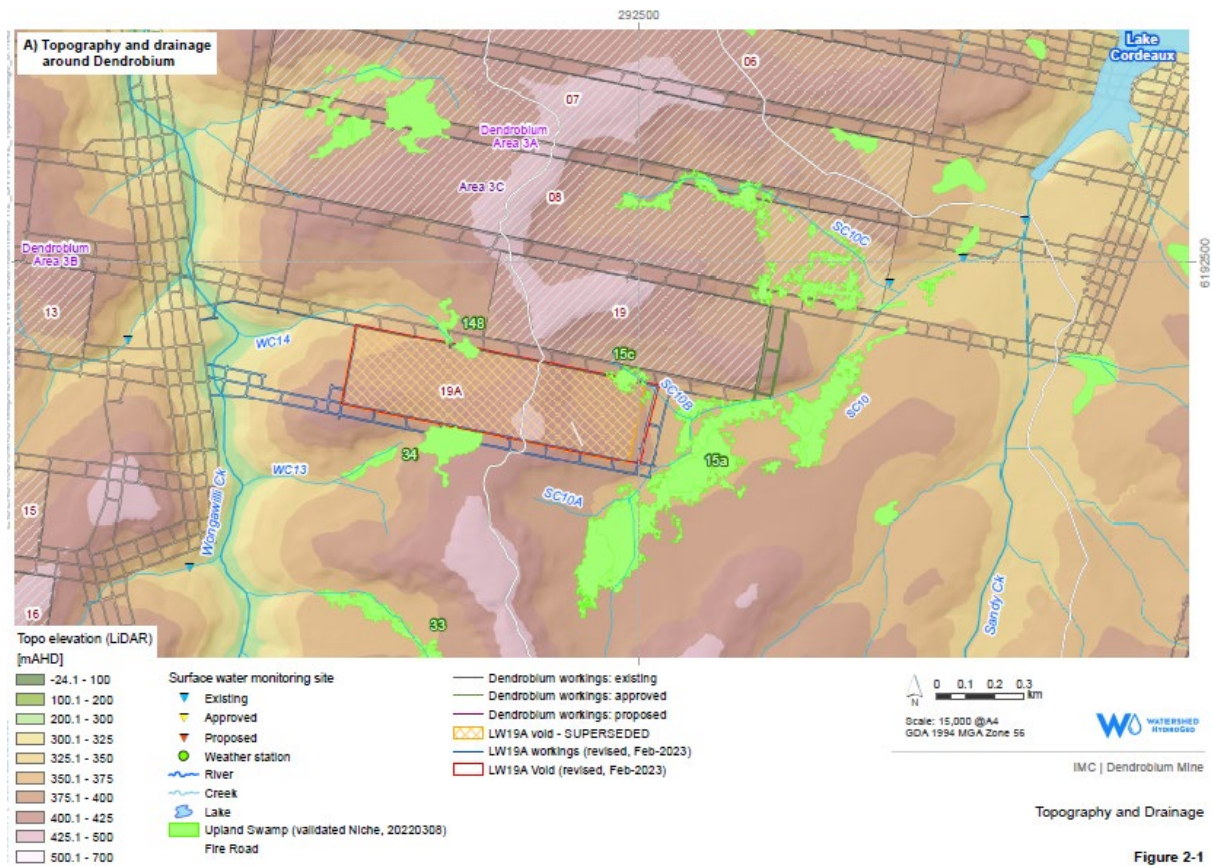 292500
A) Topography and drainage
around Dendrobium
Lake
Cordeaux
06
07
Dendrobium
Area 3A
Area 3C
08
SC10C
Dendrobium
Area 3B
6192500
13
19
148
WC14
15c
19A
SC10B
SC10
34
15a
WC13
SC10A
15
Wongawilli Ck
Sandy Ck
16
33
Topo elevation (LiDAR)
[mAHD]
-24.1 - 100
100.1 - 200
200.1 - 300
300.1 - 325
325.1 - 350
350.1 - 375
375.1 - 400
400.1 - 425
425.1 - 500
500.1 - 700
Surface water monitoring site
Existing
Approved
Proposed
Weather station
River
Creek
Lake
Upland Swamp (validated Niche, 20220308)
Fire Road
Dendrobium workings: existing
Dendrobium workings: approved
Dendrobium workings: proposed
LW19A void - SUPERSEDED
LW19A workings (revised, Feb-2023)
LW19A Void (revised, Feb-2023)
N
0 0.1 0.2 0.3
km
Scale: 15,000 @A4
GDA 1994 MGA Zone 56
WATERSHED
HYDROGEO
IMC | Dendrobium Mine
Topography and Drainage
Figure 2-1